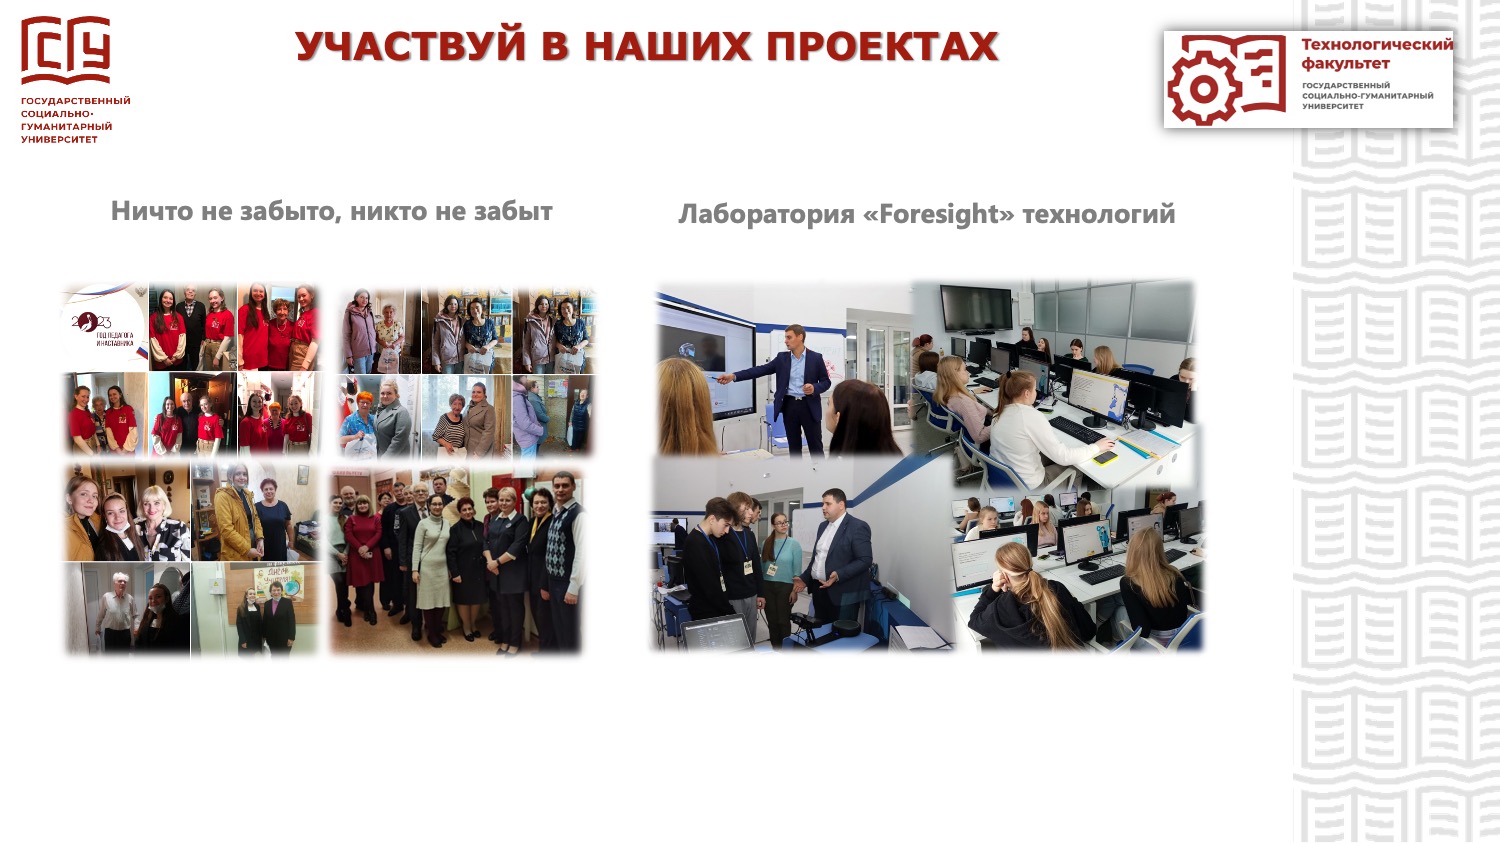 ГОСУДАРСТВЕННЫЙ
СОЦИАЛЬНО-
ГУМАНИТАРНЫЙ
УНИВЕРСИТЕТ
УЧАСТВУЙ В НАШИХ ПРОЕКТАХ
Технологический
факультет
ГОСУДАРСТВЕННЫЙ
СОЦИАЛЬНО-ГУМАНИТАРНЫЙ
УНИВЕРСИТЕТ
Ничто не забыто, никто не забыт
Лаборатория «Foresight» технологий
2023
ГОД ПЕДАГОГА
И НАСТАВНИКА